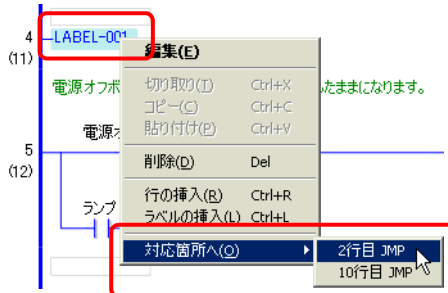 4
(11)
LABEL-001
編集(E)
電源オフボ
切り取り(T) Ctrl+X
たままになります。
コピー(C) Ctrl+C
貼り付け(P) Ctrl+V
電源
5
(12)
削除(D) Del
行の挿入(R) Ctrl+R
ランプ
ラベルの挿入(L) Ctrl+L
対応箇所へ(O)
2行目 JMP
10行目 JMP